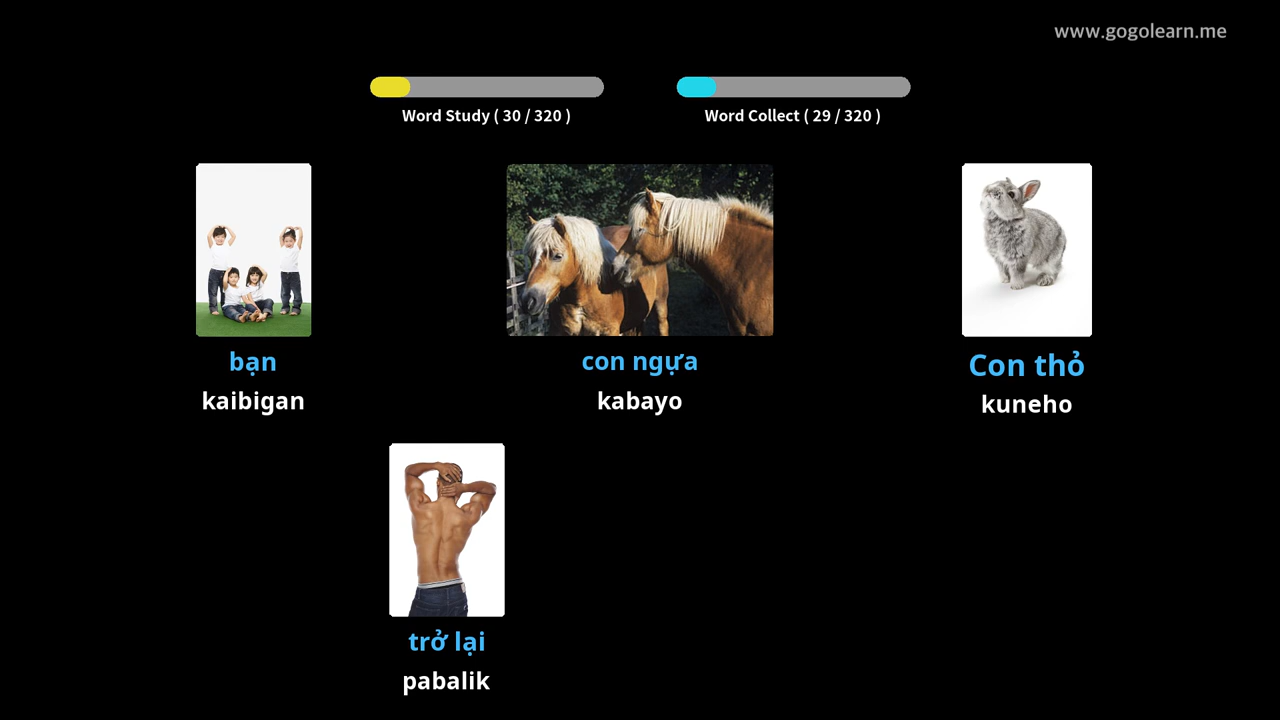 www.gogolearn.me
Word Study ( 30 / 320 )
Word Collect ( 29 / 320 )
bạn
kaibigan
con ngựa
kabayo
Con thỏ
kuneho
trở lại
pabalik